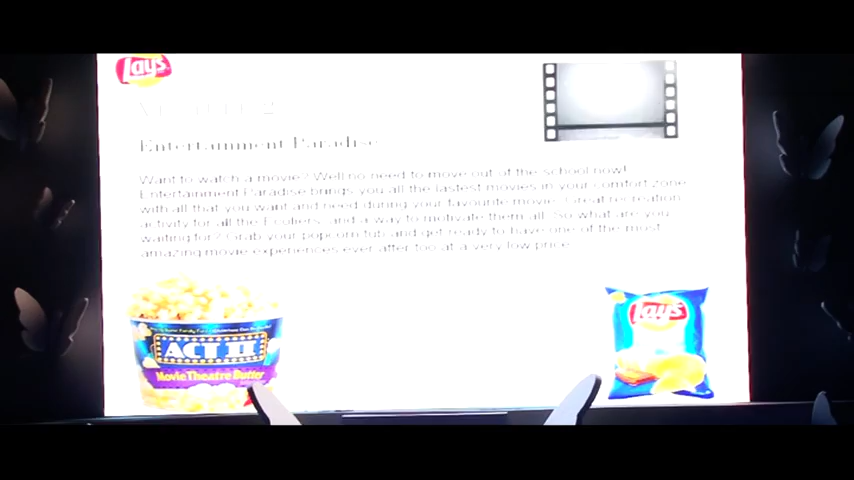 Lays
Entertainment Paradise
Want to watch a movie? Well no need to move out of the school now!
Entertainment Paradise brings you all the lastest movies in your comfort zone
with all that you want and need during your favourite movie. Great recreation
activity for all the Ecoliers, and a way to motivate them all. So what are you
waiting for? Grab your popcorn tub and get ready to have one of the most
amazing movie experiences ever after too at a very low price.
ACT II
Movie Theatre Butter
Lays